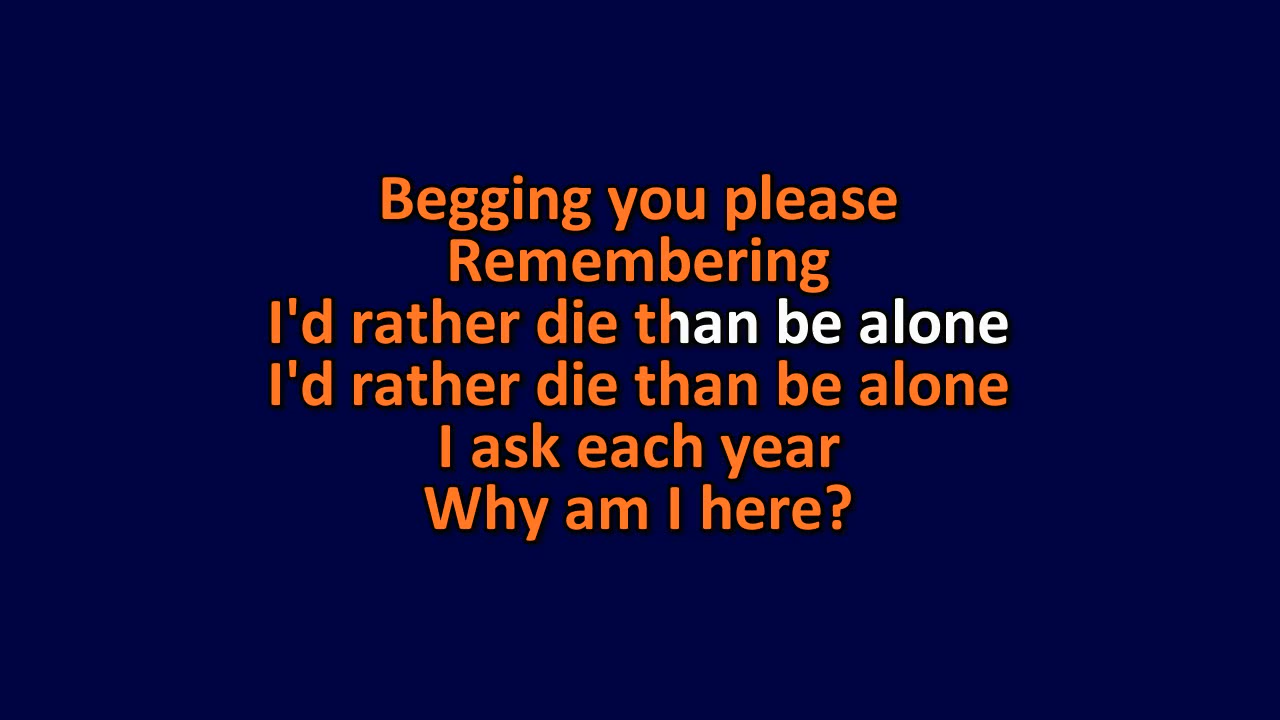 Begging you please
Remembering
I'd rather die than be alone
I'd rather die than be alone
I ask each year
Why am I here?